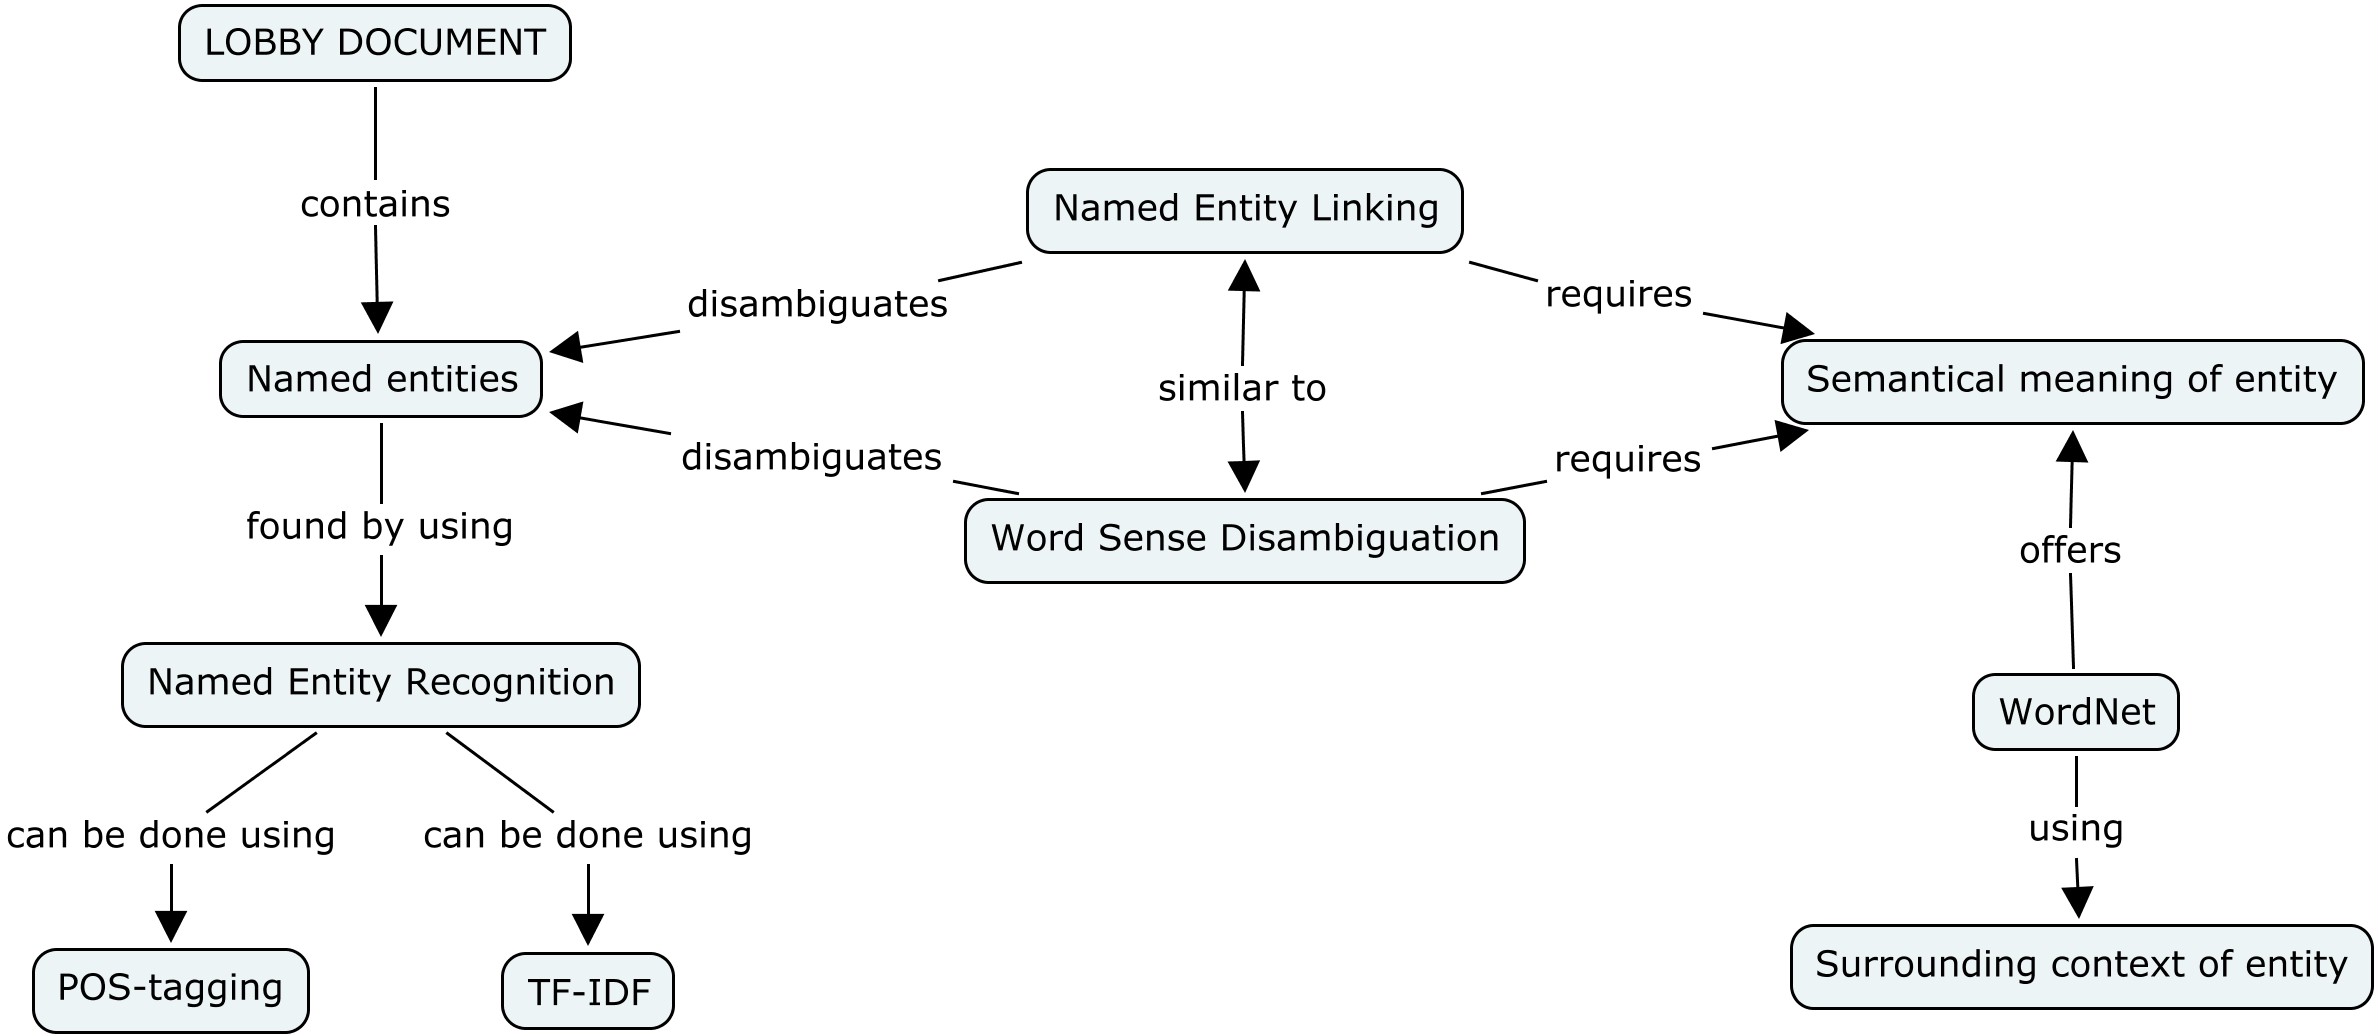 LOBBY DOCUMENT
contains
Named Entity Linking
disambiguates
requires
Named entities
similar to
Semantical meaning of entity
disambiguates
requires
found by using
Word Sense Disambiguation
offers
Named Entity Recognition
WordNet
can be done using
can be done using
using
POS-tagging
TF-IDF
Surrounding context of entity